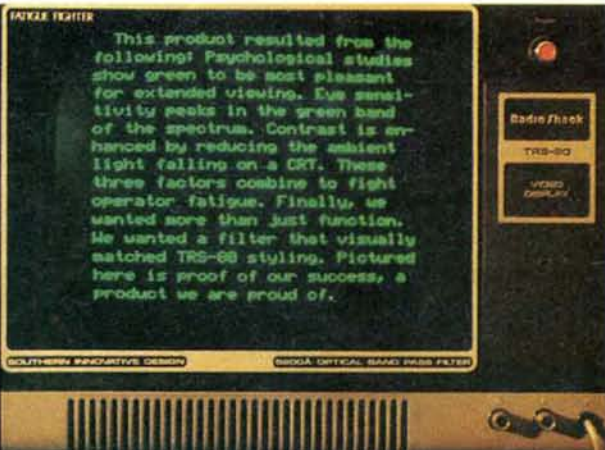 FATIGUE FIGHTER
This product resulted from the
following: Psychological studies
show green to be most pleasant
for extended viewing. Eye sensi-
tivity peaks in the green band
of the spectrum. Contrast is en-
hanced by reducing the ambient
light falling on a CRT. These
three factors combine to fight
operator fatigue. Finally, we
wanted more than just function.
We wanted a filter that visually
matched TRS-80 styling. Pictured
here is proof of our success, a
product we are proud of.
SOUTHERN INNOVATIVE DESIGN
OPTICAL BAND PASS FILTER
Radio Shack
TRS-80
VIDEO
DISPLAY